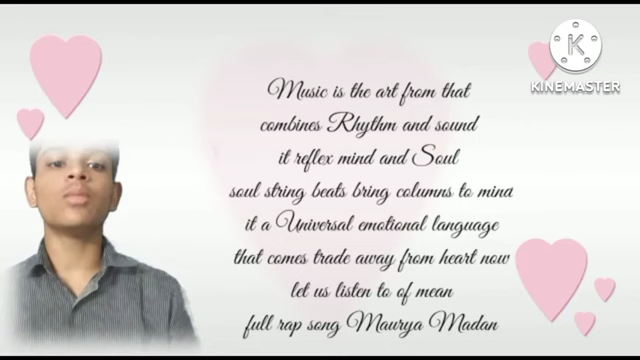 KINEMASTER
Music is the art from that
combines Rhythm and sound
it reflex mind and Soul
soul string beats bring columns to mind
it a Universal emotional language
that comes trade away from heart now
let us listen to of mean
full rap song Maurya Madan